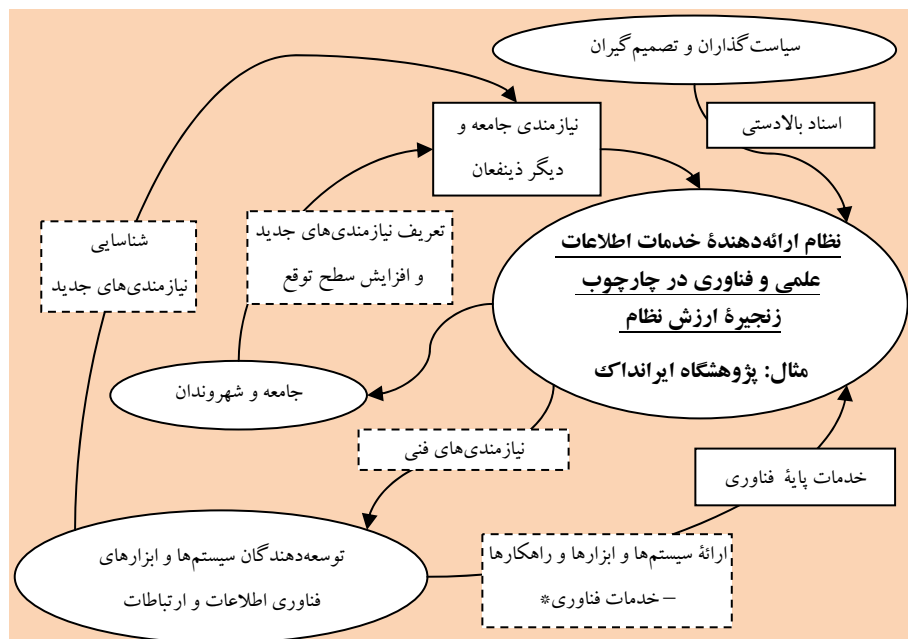 سیاست‌گذاران و تصمیم‌گیران
اسناد بالادستی
نیازمندی جامعه و
دیگر ذینفعان
شناسایی
نیازمندی‌های جدید
تعریف نیازمندی‌های جدید
و افزایش سطح توقع
نظام ارائه‌دهندهٔ خدمات اطلاعات
علمی و فناوری در چارچوب
زنجیرهٔ ارزش نظام
مثال: پژوهشگاه ایرانداک
جامعه و شهروندان
نیازمندی‌های فنی
خدمات پایهٔ فناوری
توسعه‌دهندگان سیستم‌ها و ابزارهای
فناوری اطلاعات و ارتباطات
ارائهٔ سیستم‌ها و ابزارها و راهکارها
– خدمات فناوری*